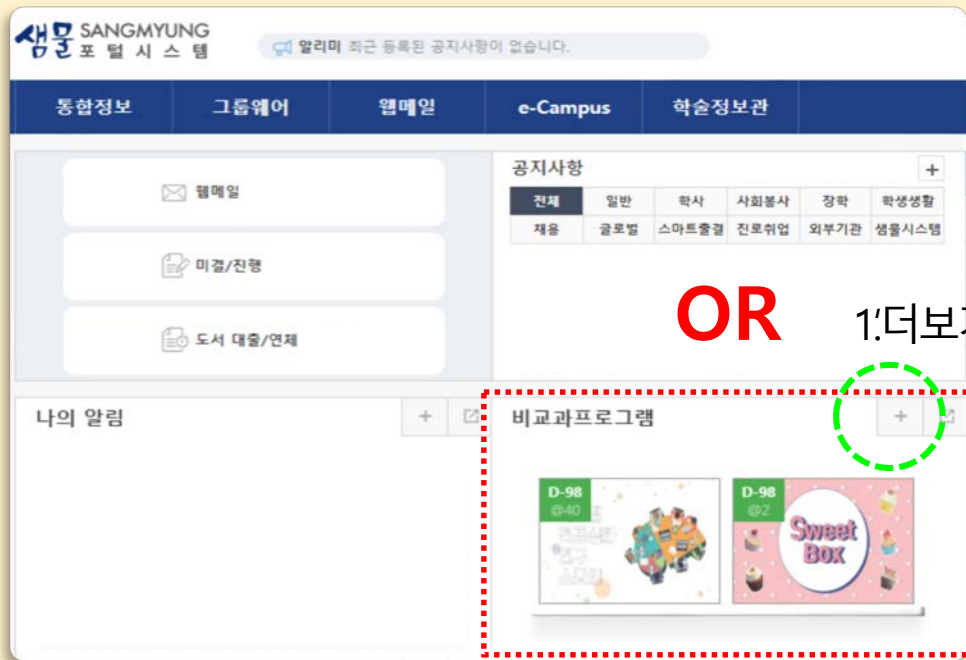 샘물 SANGMYUNG
포털시스템
알리미 최근 등록된 공지사항이 없습니다.
통합정보 그룹웨어 웹메일 e-Campus 학술정보관
웹메일
미결/진행
도서 대출/연체
공지사항 +
전체 일반 학사 사회봉사 장학 학생생활
채용 글로벌 스마트출결 진로취업 외부기관 샘물시스템
OR 1.'더보기
나의 알림 +
비교과프로그램 +
D-98
@40
D-98
@2
Sweet
Box